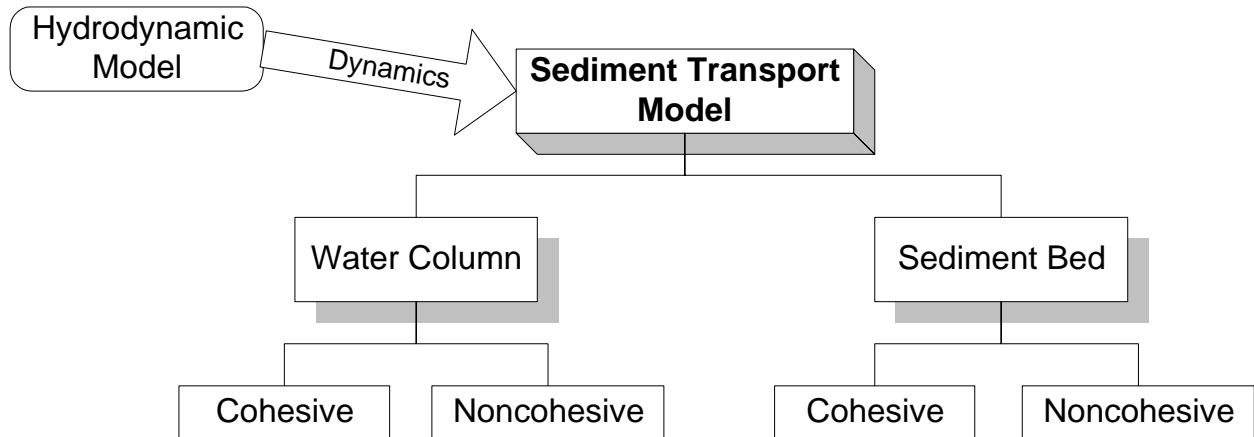 Hydrodynamic
Model
Dynamics
Sediment Transport
Model
Water Column
Sediment Bed
Cohesive
Noncohesive
Cohesive
Noncohesive